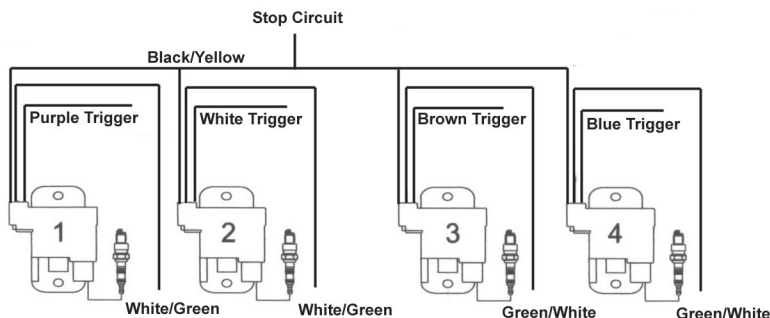 Stop Circuit
Black/Yellow
Purple Trigger
White Trigger
Brown Trigger
Blue Trigger
1
2
3
4
White/Green
White/Green
Green/White
Green/White